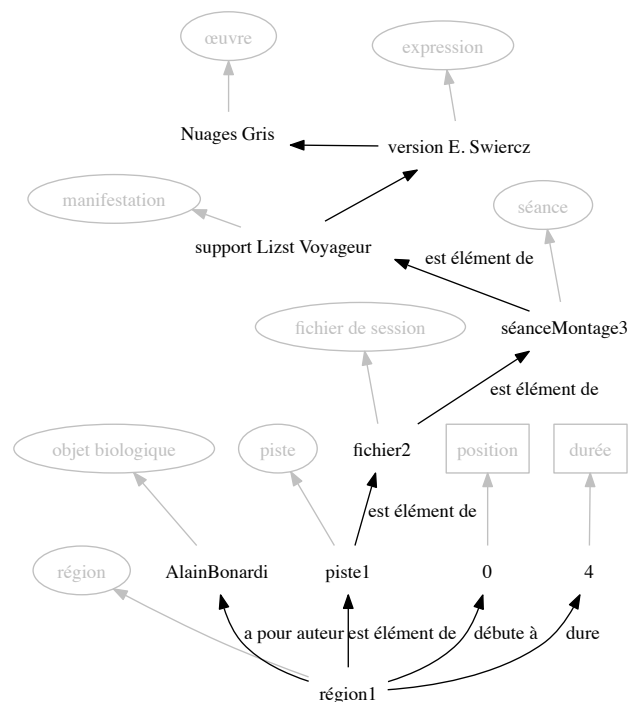 œuvre
expression
Nuages Gris
version E. Swiercz
manifestation
séance
support Lizst Voyageur
est élément de
fichier de session
séanceMontage3
est élément de
objet biologique
piste
fichier2
position
durée
est élément de
région
AlainBonardi
piste1
0
4
a pour auteur
est élément de
débute à
dure
région1